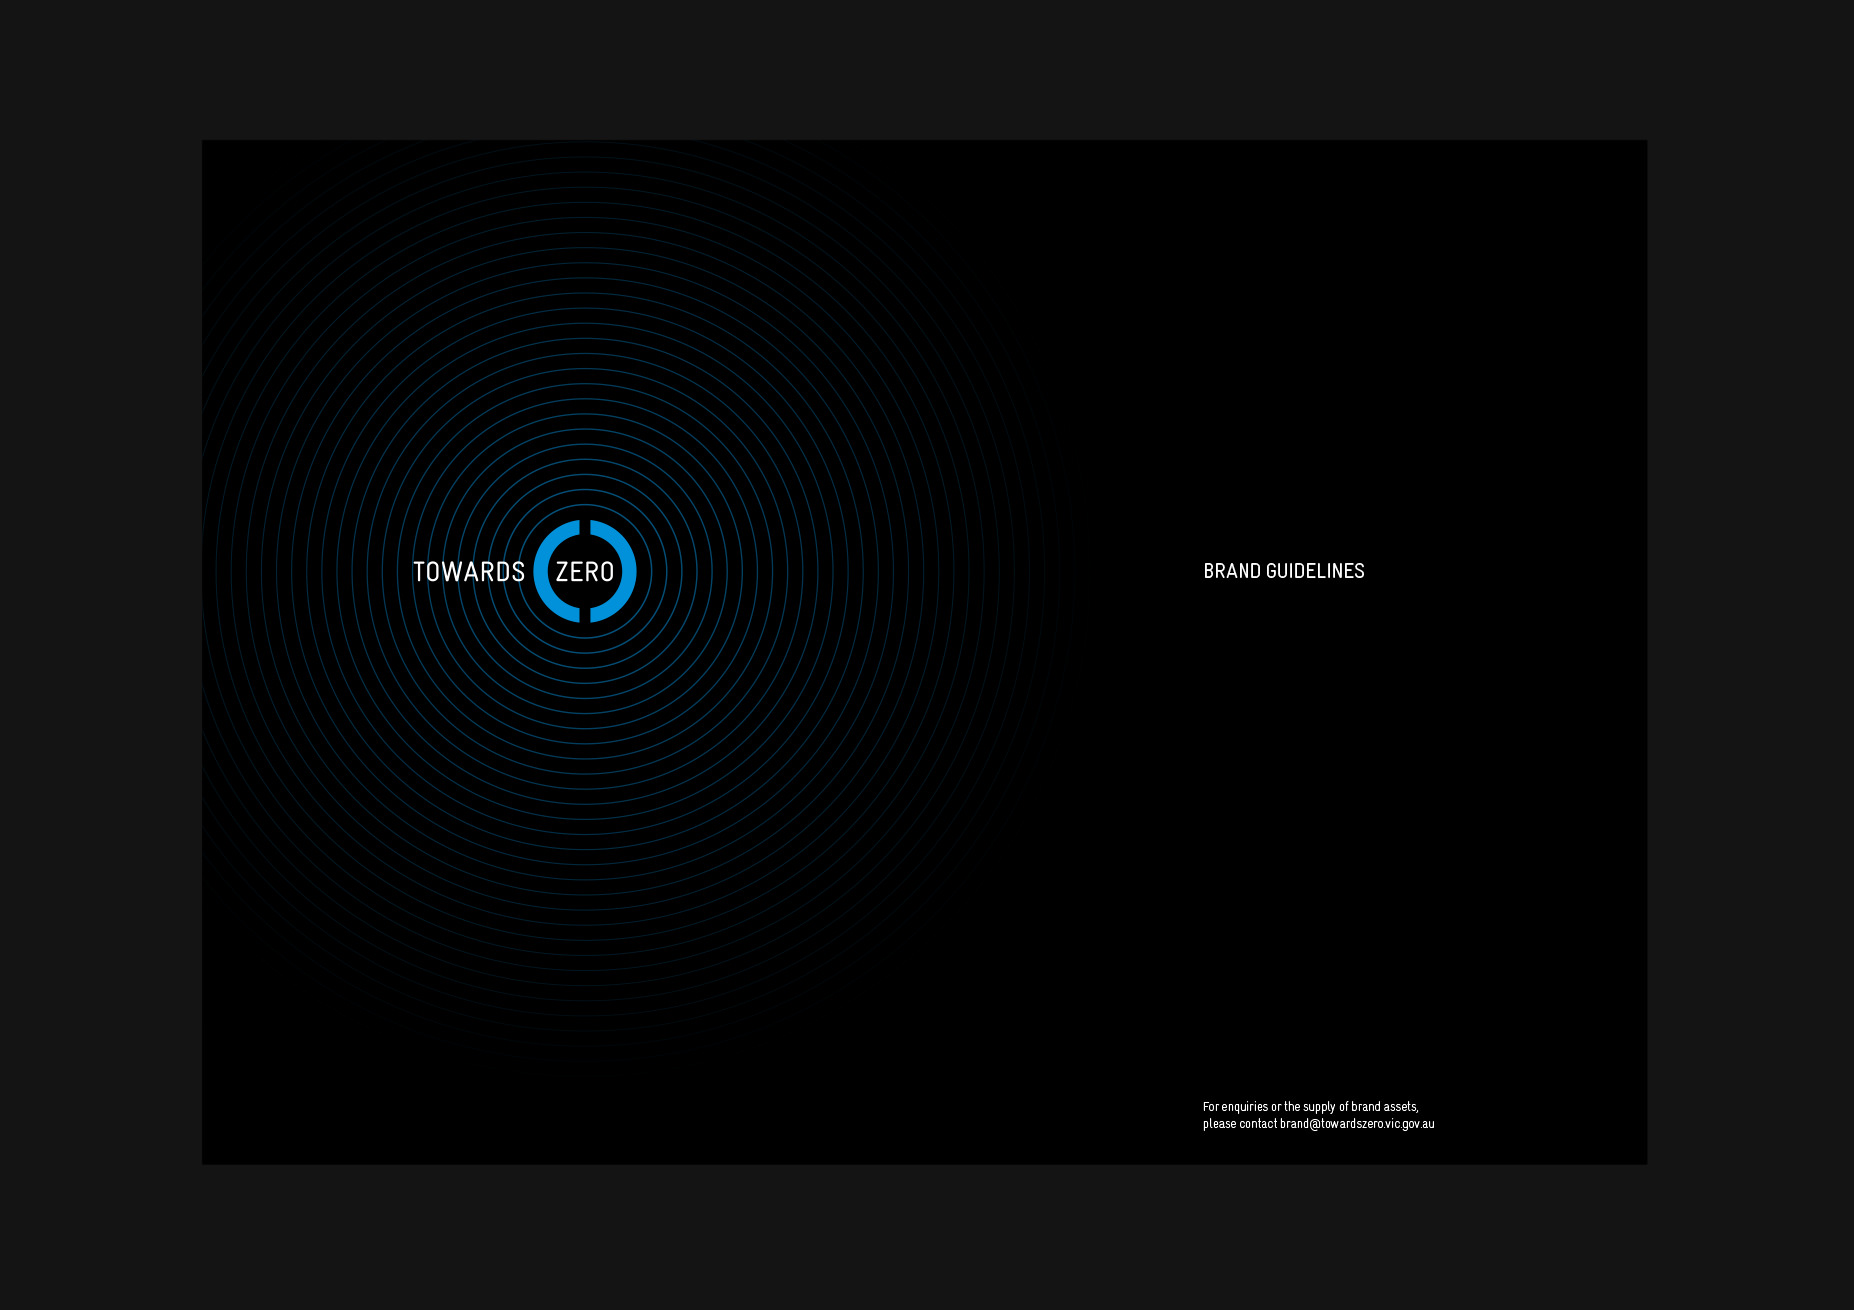 TOWARDS ZERO
BRAND GUIDELINES
For enquiries or the supply of brand assets,
please contact brand@towardszero.vic.gov.au